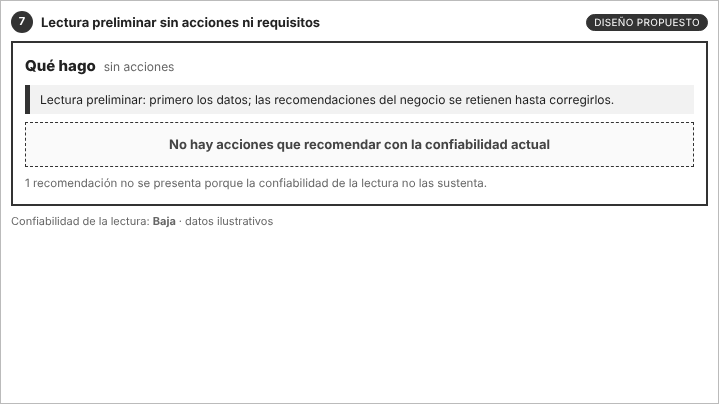 7 Lectura preliminar sin acciones ni requisitos DISEÑO PROPUESTO
Qué hago sin acciones
Lectura preliminar: primero los datos; las recomendaciones del negocio se retienen hasta corregirlos.
No hay acciones que recomendar con la confiabilidad actual
1 recomendación no se presenta porque la confiabilidad de la lectura no las sustenta.
Confiabilidad de la lectura: Baja · datos ilustrativos